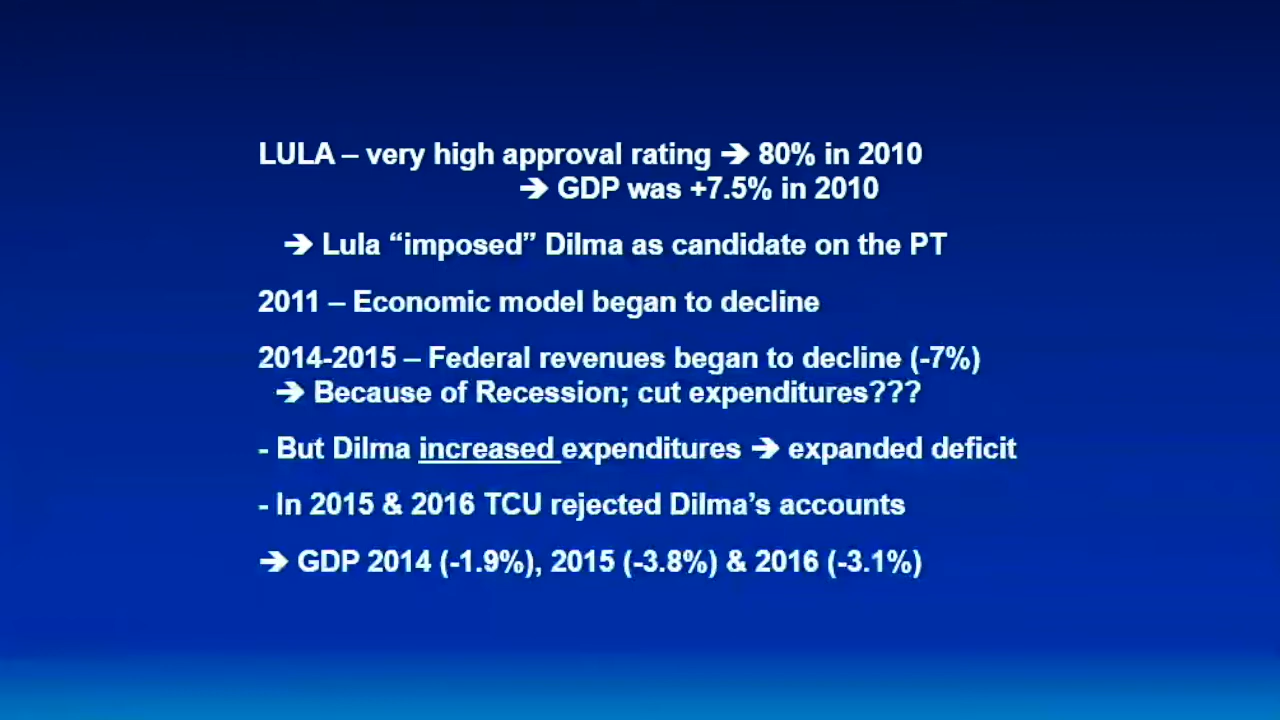 LULA – very high approval rating ➔ 80% in 2010
➔ GDP was +7.5% in 2010
➔ Lula “imposed” Dilma as candidate on the PT
2011 – Economic model began to decline
2014-2015 – Federal revenues began to decline (-7%)
➔ Because of Recession; cut expenditures???
- But Dilma increased expenditures ➔ expanded deficit
- In 2015 & 2016 TCU rejected Dilma’s accounts
➔ GDP 2014 (-1.9%), 2015 (-3.8%) & 2016 (-3.1%)